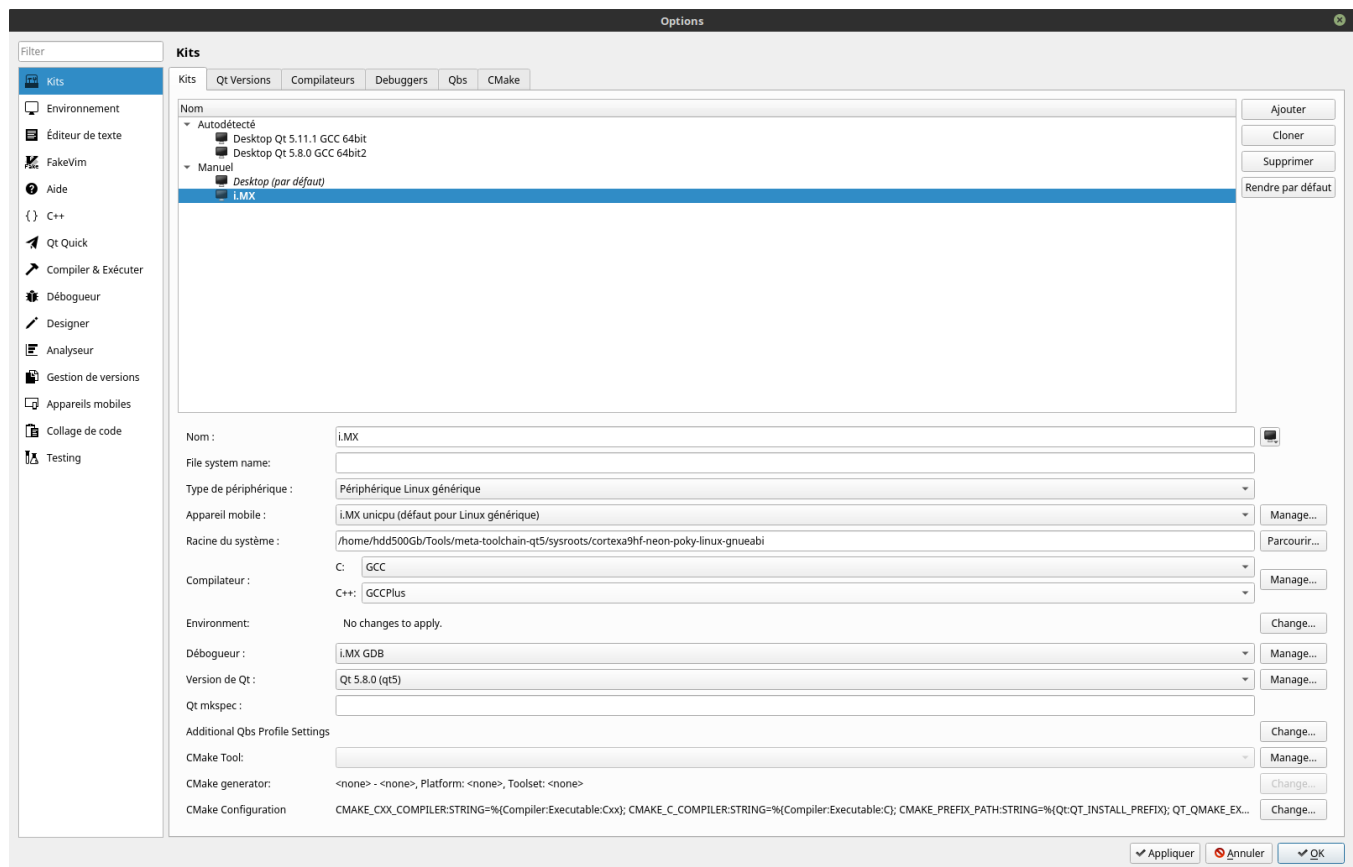 Options
Filter
Kits
Environnement
Éditeur de texte
FakeVim
Aide
{ } C++
Qt Quick
Compiler & Exécuter
Débogueur
Designer
Analyseur
Gestion de versions
Appareils mobiles
Collage de code
Testing
Kits
Kits Qt Versions Compilateurs Debuggers Qbs CMake
Nom
Autodétecté
Desktop Qt 5.11.1 GCC 64bit
Desktop Qt 5.8.0 GCC 64bit2
Manuel
Desktop (par défaut)
i.MX
Ajouter
Cloner
Supprimer
Rendre par défaut
Nom : i.MX
File system name:
Type de périphérique : Périphérique Linux générique
Appareil mobile : i.MX unicpu (défaut pour Linux générique) Manage...
Racine du système : /home/hdd500Gb/Tools/meta-toolchain-qt5/sysroots/cortexa9hf-neon-poky-linux-gnueabi Parcourir...
Compilateur : C: GCC Manage...
C++: GCCPlus
Environment: No changes to apply. Change...
Débogueur : i.MX GDB Manage...
Version de Qt : Qt 5.8.0 (qt5) Manage...
Qt mkspec :
Additional Qbs Profile Settings Change...
CMake Tool: Manage...
CMake generator: <none> - <none>, Platform: <none>, Toolset: <none> Change...
CMake Configuration CMAKE_CXX_COMPILER:STRING=%{Compiler:Executable:Cxx}; CMAKE_C_COMPILER:STRING=%{Compiler:Executable:C}; CMAKE_PREFIX_PATH:STRING=%{Qt:QT_INSTALL_PREFIX}; QT_QMAKE_EX... Change...
Appliquer Annuler OK